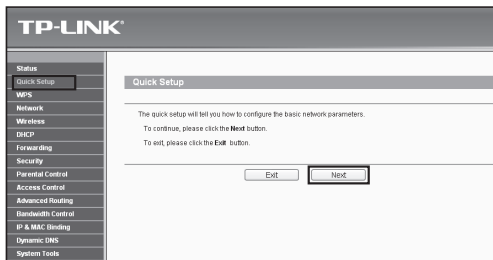 TP-LINK®
Status
Quick Setup
WPS
Network
Wireless
DHCP
Forwarding
Security
Parental Control
Access Control
Advanced Routing
Bandwidth Control
IP & MAC Binding
Dynamic DNS
System Tools
Quick Setup
The quick setup will tell you how to configure the basic network parameters.
To continue, please click the Next button.
To exit, please click the Exit button.
Exit
Next